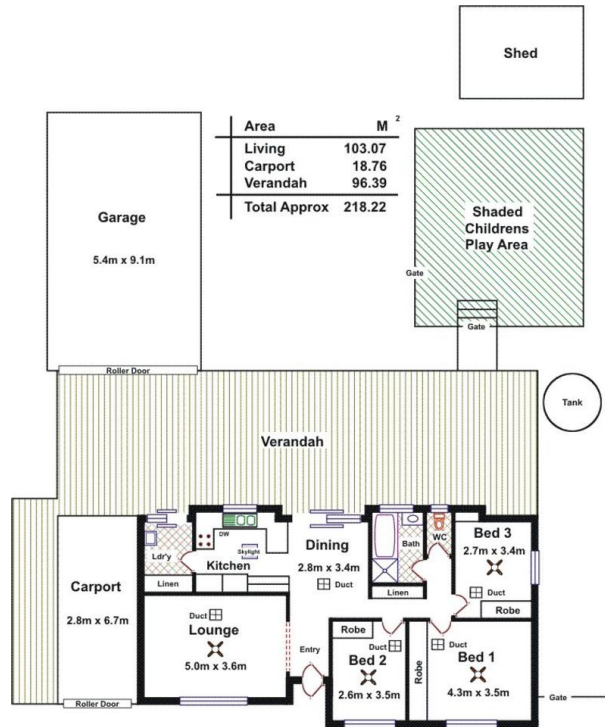 Shed
Area M 2
Living 103.07
Carport 18.76
Verandah 96.39
Total Approx 218.22
Garage
5.4m x 9.1m
Shaded
Childrens
Play Area
Gate
Gate
Roller Door
Tank
Verandah
Ldr'y
DW
Skylight
Kitchen
Linen
Dining
2.8m x 3.4m
Duct
Bath
WC
Linen
Bed 3
2.7m x 3.4m
Duct
Robe
Carport
2.8m x 6.7m
Roller Door
Duct
Lounge
5.0m x 3.6m
Entry
Robe
Duct
Bed 2
2.6m x 3.5m
Robe
Duct
Bed 1
4.3m x 3.5m
Gate